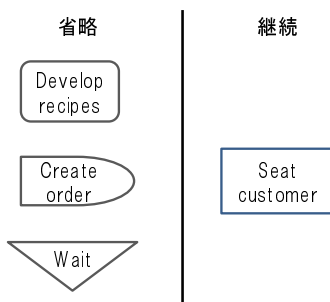 省略
継続
Develop
recipes
Create
order
Seat
customer
Wait